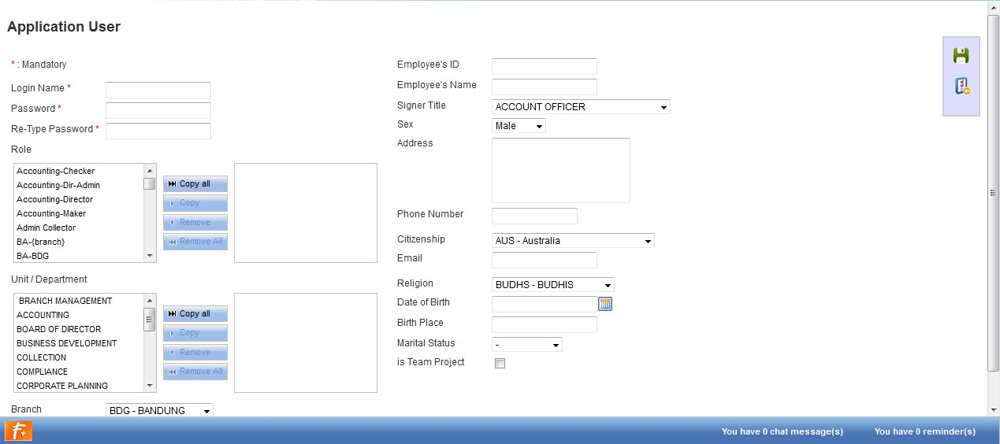 Application User
* : Mandatory
Login Name *
Password *
Re-Type Password *
Role
Accounting-Checker
Accounting-Dir-Admin
Accounting-Director
Accounting-Maker
Admin Collector
BA-{branch}
BA-BDG
Copy all
Copy
Remove
Remove All
Unit / Department
BRANCH MANAGEMENT
ACCOUNTING
BOARD OF DIRECTOR
BUSINESS DEVELOPMENT
COLLECTION
COMPLIANCE
CORPORATE PLANNING
Copy all
Copy
Remove
Remove All
Branch BDG - BANDUNG
Employee's ID
Employee's Name
Signer Title ACCOUNT OFFICER
Sex Male
Address
Phone Number
Citizenship AUS - Australia
Email
Religion BUDHS - BUDHIS
Date of Birth
Birth Place
Marital Status -
is Team Project
F+
You have 0 chat message(s) You have 0 reminder(s)